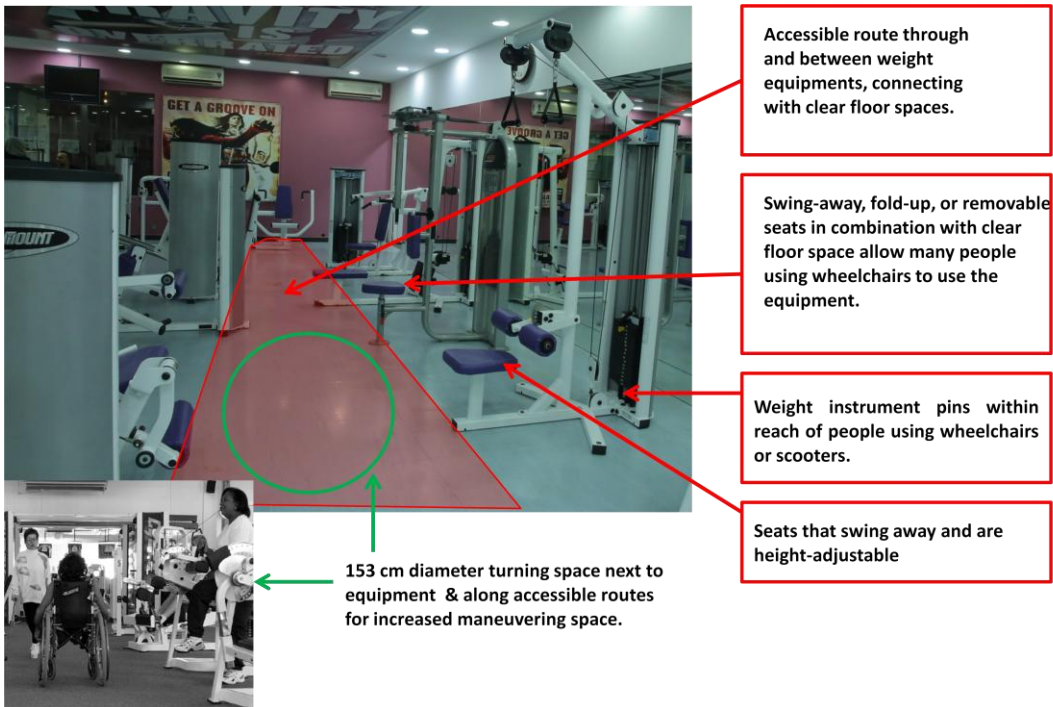 GRAVITY
IS
GET A GROOVE ON
MOUNT
Accessible route through
and between weight
equipments, connecting
with clear floor spaces.
Swing-away, fold-up, or removable
seats in combination with clear
floor space allow many people
using wheelchairs to use the
equipment.
Weight instrument pins within
reach of people using wheelchairs
or scooters.
Seats that swing away and are
height-adjustable
153 cm diameter turning space next to
equipment & along accessible routes
for increased maneuvering space.